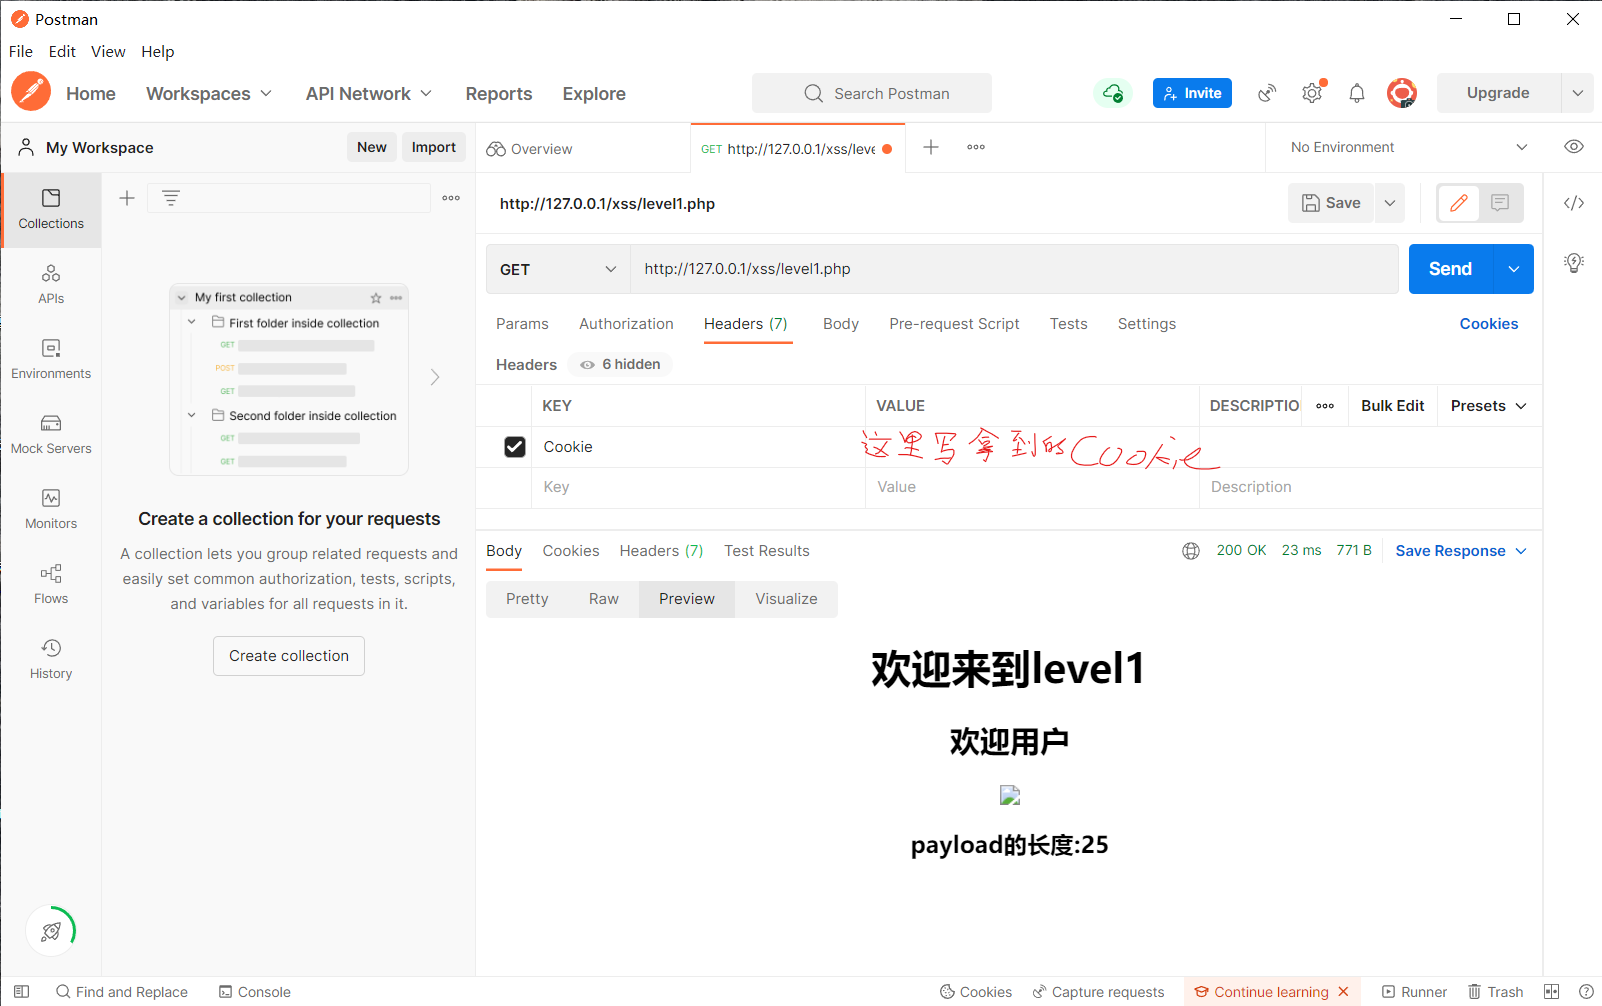 Postman
File Edit View Help
Home Workspaces API Network Reports Explore Search Postman Invite Upgrade
My Workspace New Import
Overview GET http://127.0.0.1/xss/leve No Environment
Collections
APIs
Environments
Mock Servers
Monitors
Flows
History
My first collection
First folder inside collection
GET
POST
GET
Second folder inside collection
GET
GET
Create a collection for your requests
A collection lets you group related requests and
easily set common authorization, tests, scripts,
and variables for all requests in it.
Create collection
http://127.0.0.1/xss/level1.php Save
GET http://127.0.0.1/xss/level1.php Send
Params Authorization Headers (7) Body Pre-request Script Tests Settings Cookies
Headers 6 hidden
KEY VALUE DESCRIPTIO Bulk Edit Presets
Cookie 这里写拿到的Cookie
Key Value Description
Body Cookies Headers (7) Test Results 200 OK 23 ms 771 B Save Response
Pretty Raw Preview Visualize
欢迎来到level1
欢迎用户
payload的长度:25
Find and Replace Console Cookies Capture requests Continue learning Runner Trash